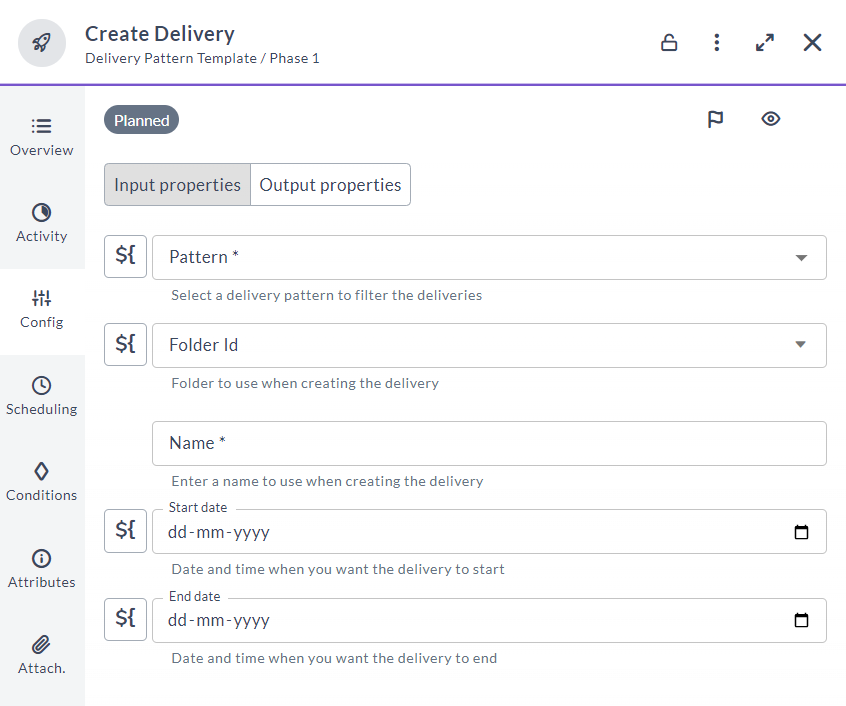 Create Delivery
Delivery Pattern Template / Phase 1
Planned
Overview
Activity
Config
Scheduling
Conditions
Attributes
Attach.
Input properties Output properties
${ Pattern *
Select a delivery pattern to filter the deliveries
${ Folder Id
Folder to use when creating the delivery
Name *
Enter a name to use when creating the delivery
Start date
${ dd-mm-yyyy
Date and time when you want the delivery to start
End date
${ dd-mm-yyyy
Date and time when you want the delivery to end